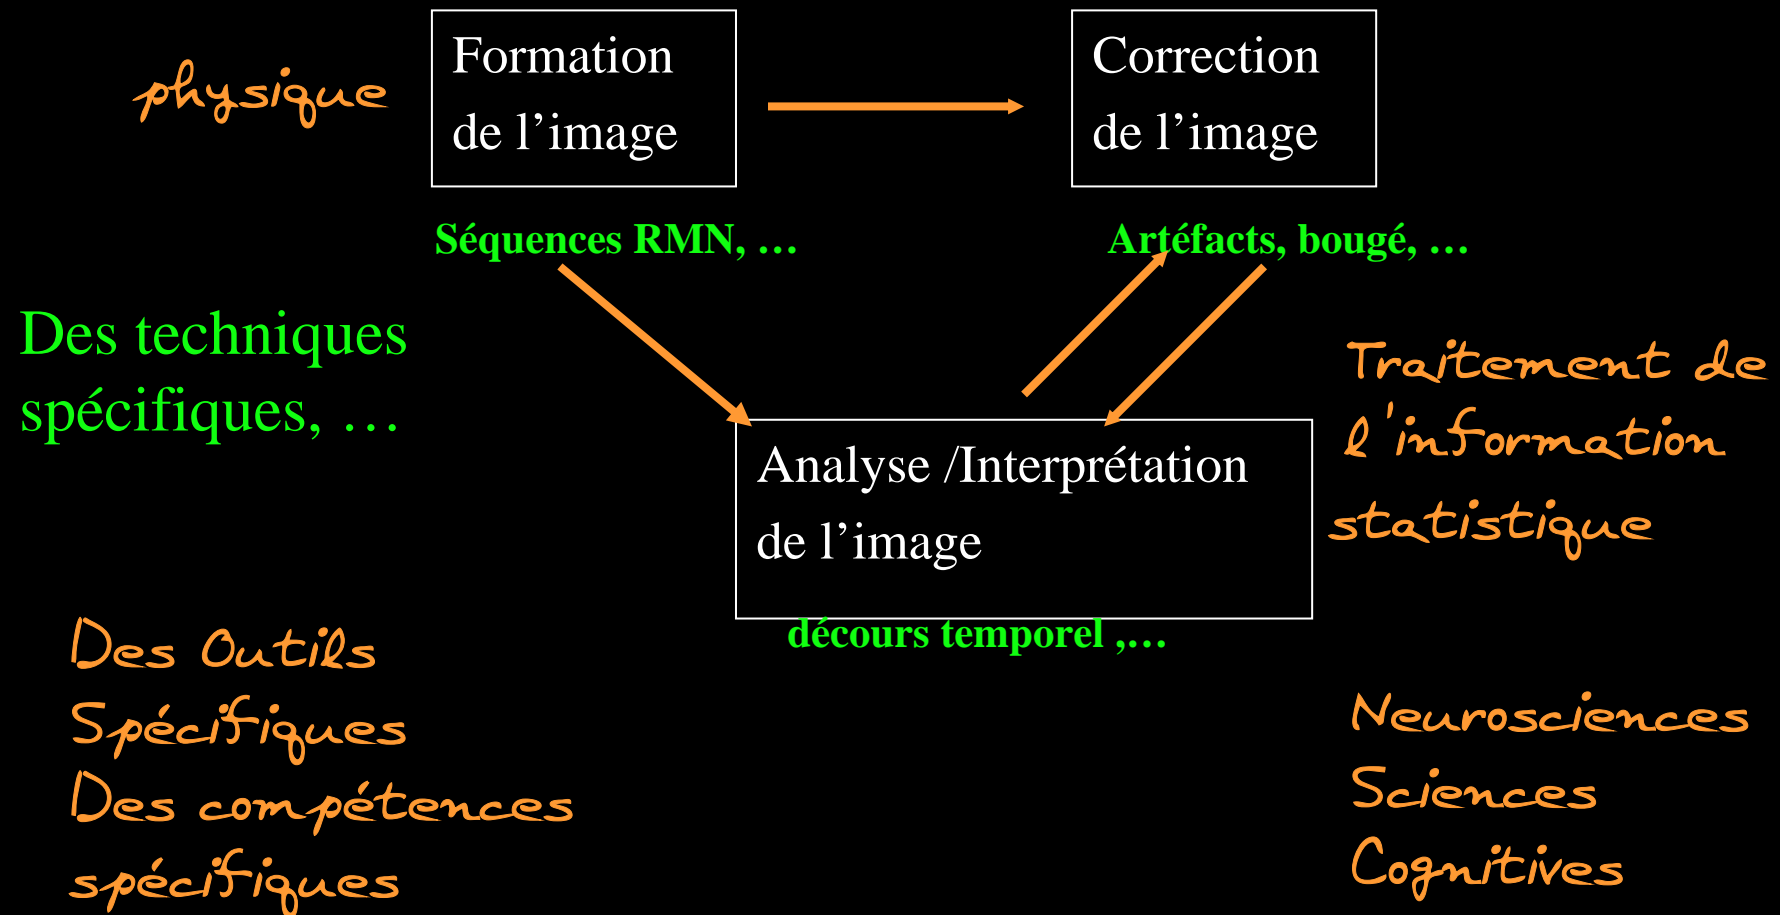 physique
Formation
de l’image
Correction
de l’image
Séquences RMN, …
Artéfacts, bougé, …
Des techniques
spécifiques, …
Traitement de
l'information
statistique
Analyse /Interprétation
de l’image
décours temporel ,…
Des Outils
Spécifiques
Des compétences
spécifiques
Neurosciences
Sciences
Cognitives